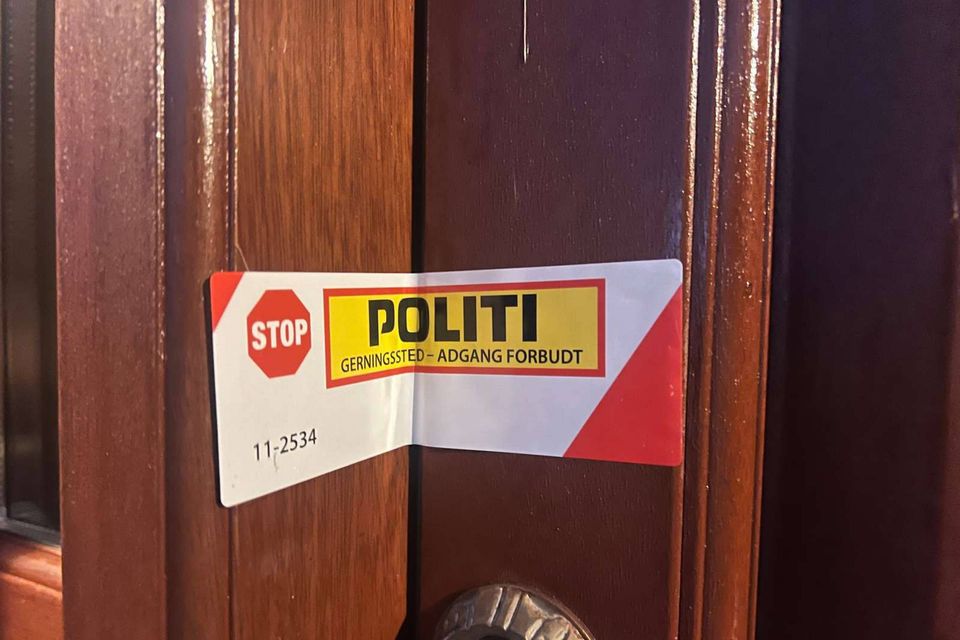 STOP
POLITI
GERNINGSSTED – ADGANG FORBUDT
11-2534